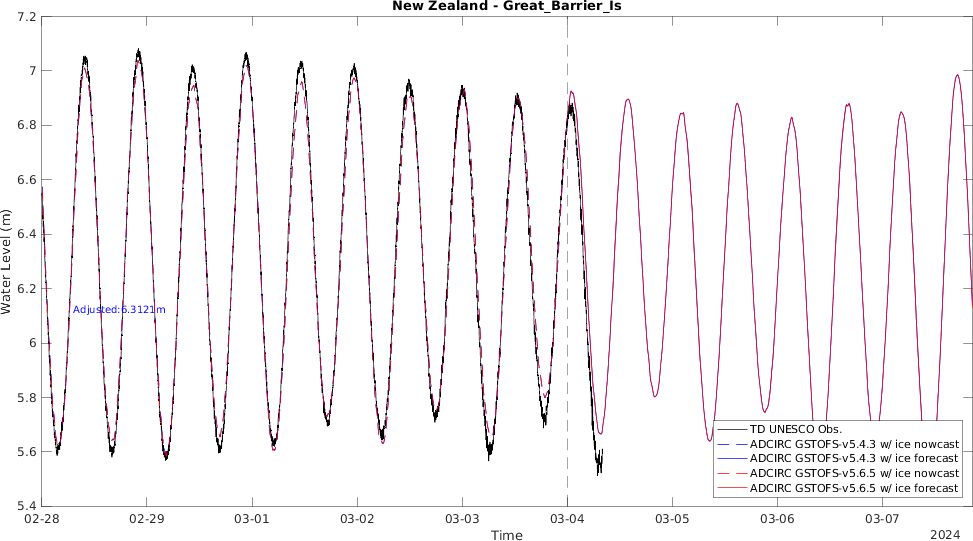 New Zealand - Great_Barrier_Is
7.2
7
6.8
6.6
6.4
6.2
6
5.8
5.6
5.4
Water Level (m)
Adjusted:6.3121m
TD UNESCO Obs.
ADCIRC GSTOFS-v5.4.3 w/ ice nowcast
ADCIRC GSTOFS-v5.4.3 w/ ice forecast
ADCIRC GSTOFS-v5.6.5 w/ ice nowcast
ADCIRC GSTOFS-v5.6.5 w/ ice forecast
02-28 02-29 03-01 03-02 03-03 03-04 03-05 03-06 03-07
Time
2024